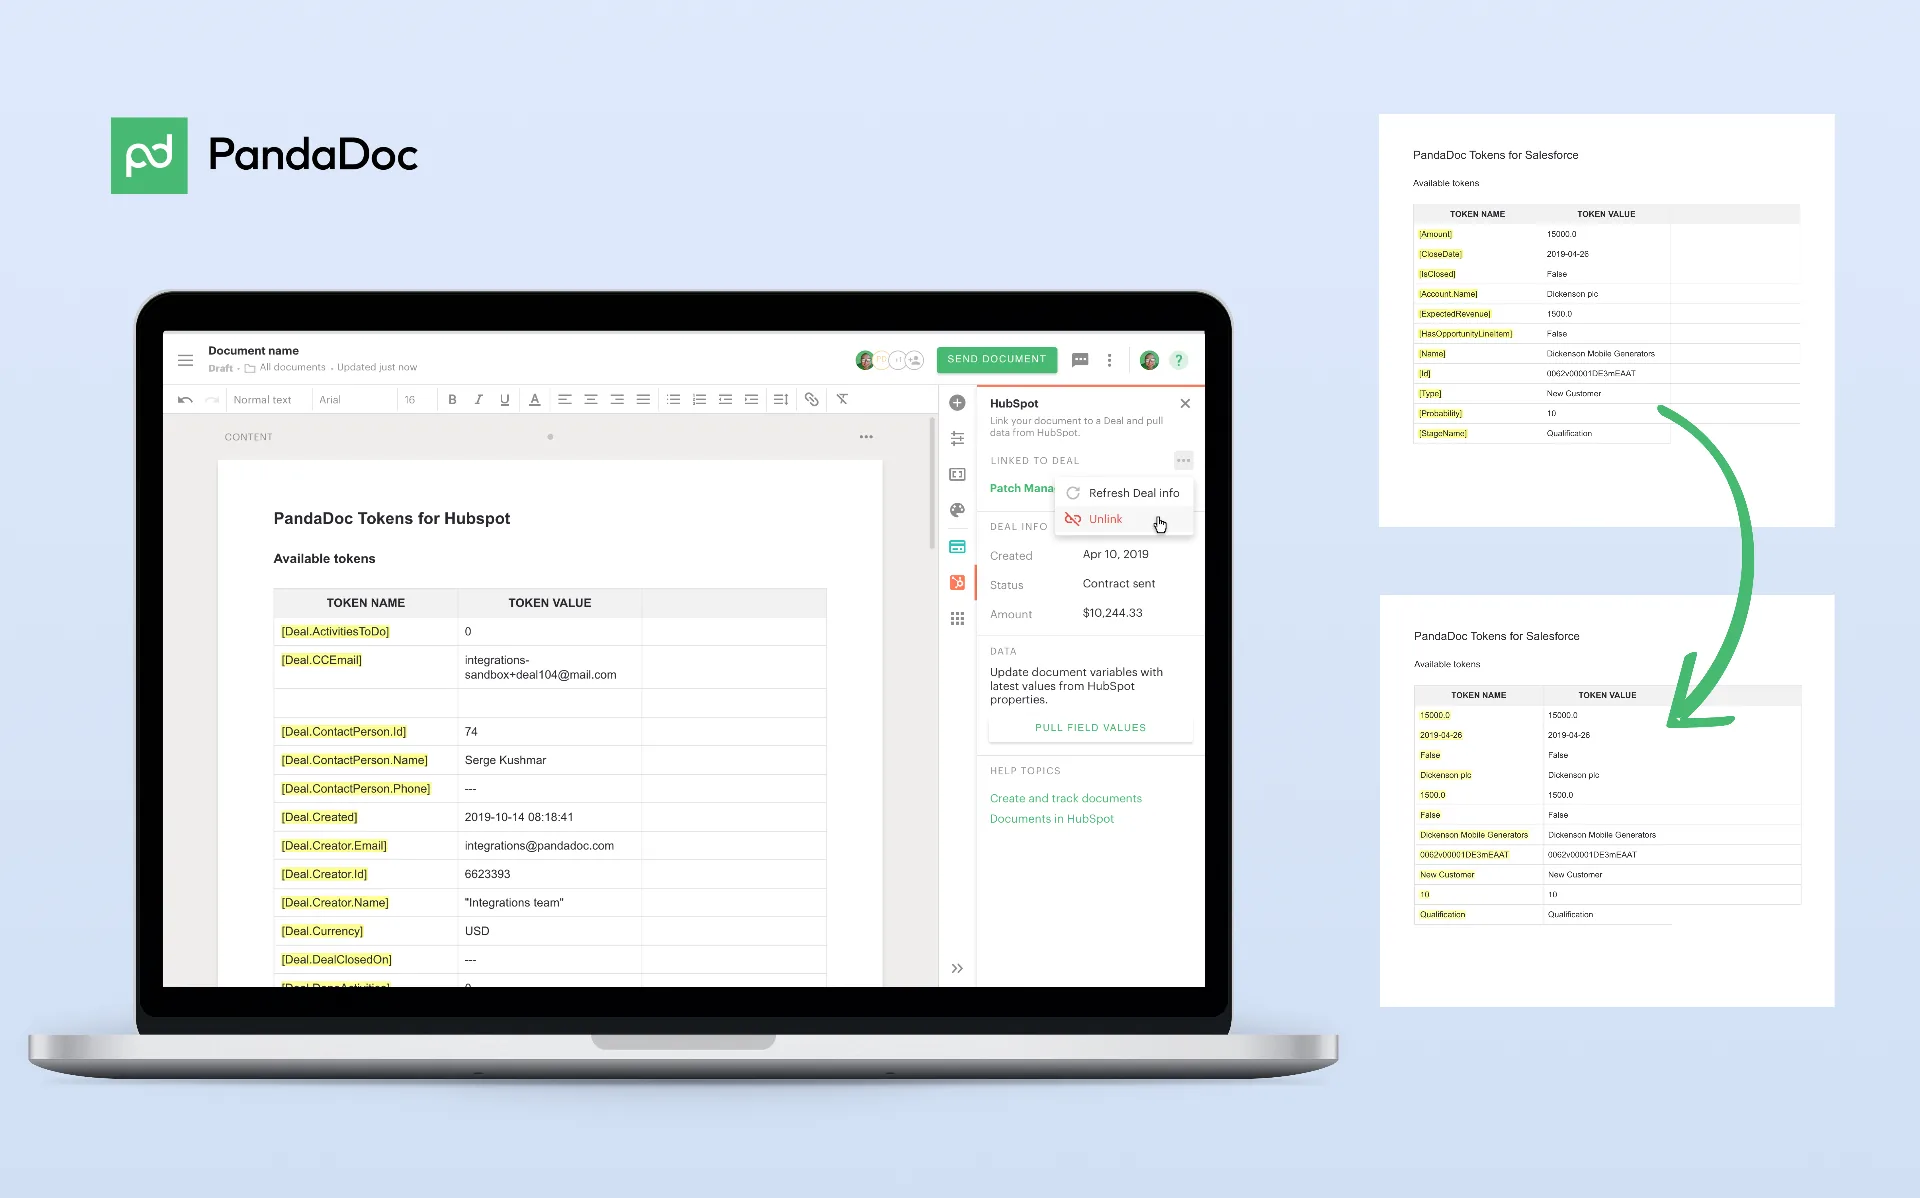 PandaDoc
Document name
Draft
All documents
Updated just now
SEND DOCUMENT
?
Normal text
Arial
16
B
I
U
A
CONTENT
PandaDoc Tokens for Hubspot
Available tokens
TOKEN NAME TOKEN VALUE
[Deal.ActivitiesToDo] 0
[Deal.CCEmail] integrations-
sandbox+deal104@mail.com
[Deal.ContactPerson.Id] 74
[Deal.ContactPerson.Name] Serge Kushmar
[Deal.ContactPerson.Phone] ---
[Deal.Created] 2019-10-14 08:18:41
[Deal.Creator.Email] integrations@pandadoc.com
[Deal.Creator.Id] 6623393
[Deal.Creator.Name] "Integrations team"
[Deal.Currency] USD
[Deal.DealClosedOn] ---
HubSpot
Link your document to a Deal and pull
data from HubSpot.
LINKED TO DEAL
Patch Mana
Refresh Deal info
Unlink
DEAL INFO
Created Apr 10, 2019
Status Contract sent
Amount $10,244.33
DATA
Update document variables with
latest values from HubSpot
properties.
PULL FIELD VALUES
HELP TOPICS
Create and track documents
Documents in HubSpot
PandaDoc Tokens for Salesforce
Available tokens
TOKEN NAME TOKEN VALUE
[Amount] 15000.0
[CloseDate] 2019-04-26
[IsClosed] False
[Account.Name] Dickenson plc
[ExpectedRevenue] 1500.0
[HasOpportunityLineItem] False
[Name] Dickenson Mobile Generators
[Id] 0062v00001DE3mEAAT
[Type] New Customer
[Probability] 10
[StageName] Qualification
PandaDoc Tokens for Salesforce
Available tokens
TOKEN NAME TOKEN VALUE
15000.0 15000.0
2019-04-26 2019-04-26
False False
Dickenson plc Dickenson plc
1500.0 1500.0
False False
Dickenson Mobile Generators Dickenson Mobile Generators
0062v00001DE3mEAAT 0062v00001DE3mEAAT
New Customer New Customer
10 10
Qualification Qualification